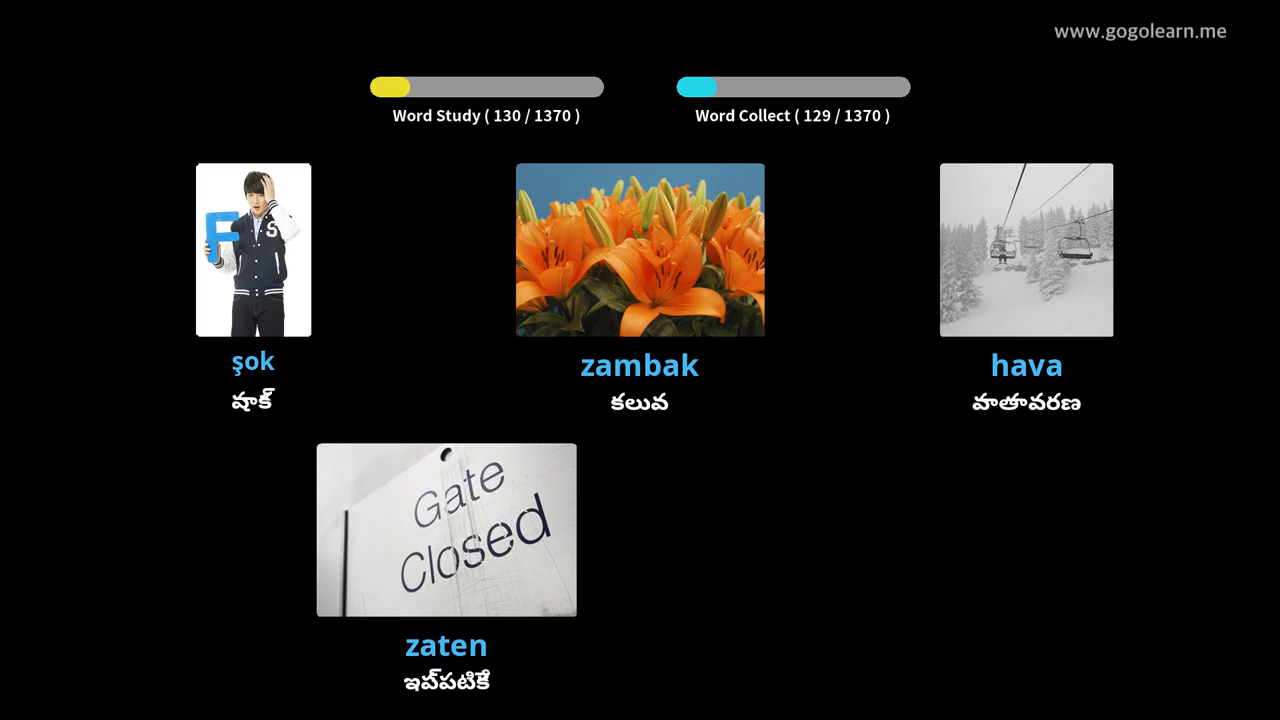 www.gogolearn.me
Word Study ( 130 / 1370 )
Word Collect ( 129 / 1370 )
F
S
şok
షాక్
zambak
కలువ
hava
వాతావరణ
Gate
Closed
zaten
ఇప్పటికే